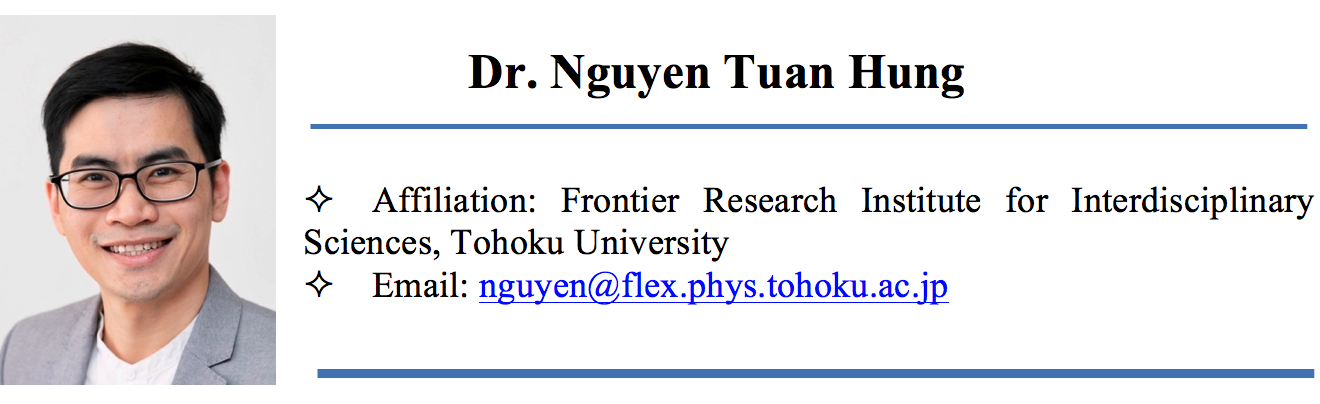 Dr. Nguyen Tuan Hung
✧ Affiliation: Frontier Research Institute for Interdisciplinary
Sciences, Tohoku University
✧ Email: nguyen@flex.phys.tohoku.ac.jp